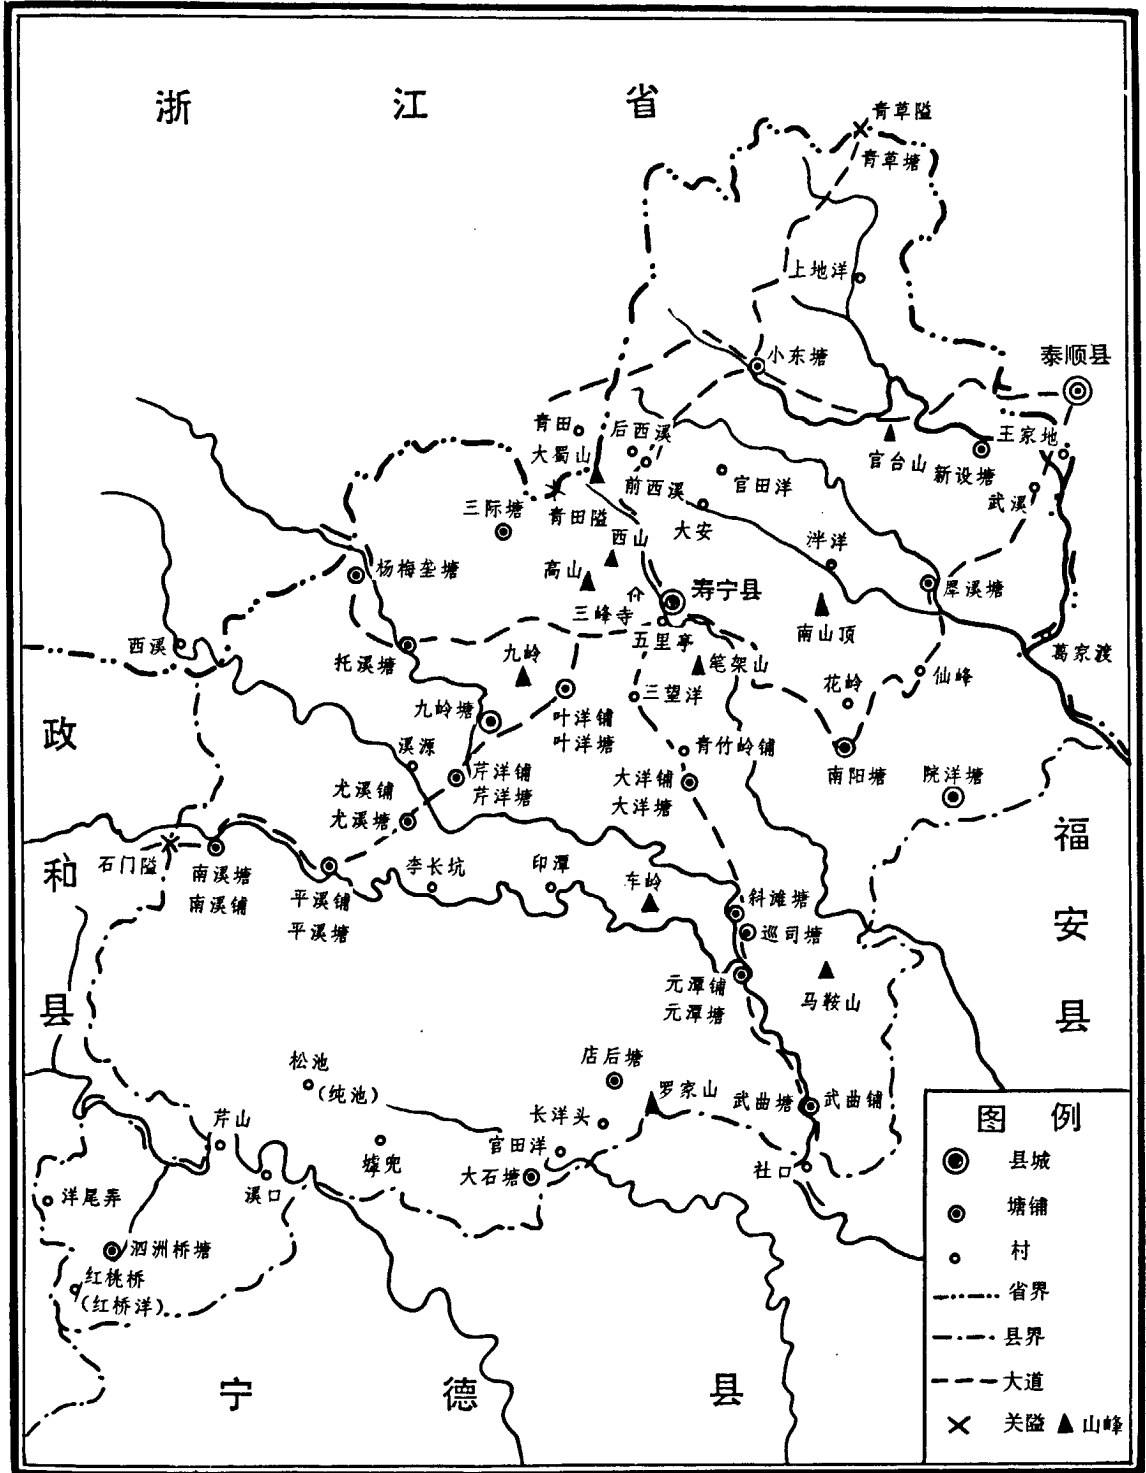 浙 江 省
青草隘
青草塘
上地洋
小东塘
泰顺县
青田
后西溪
王家地
大蜀山
官台山
新设塘
前西溪
官田洋
武溪
三际塘
青田隘
大安
西山
泮洋
杨梅垄塘
高山
寿宁县
犀溪塘
三峰寺
南山顶
五里亭
西溪
托溪塘
九岭
笔架山
葛家渡
仙峰
花岭
三望洋
九岭塘
叶洋铺
叶洋塘
政
和
县
溪源
青竹岭铺
芹洋铺
芹洋塘
大洋铺
大洋塘
南阳塘
院洋塘
尤溪铺
尤溪塘
福
安
县
石门隘
南溪塘
南溪铺
平溪铺
平溪塘
李长坑
印潭
车岭
斜滩塘
巡司塘
元潭铺
元潭塘
马鞍山
松池
(纯池)
店后塘
罗家山
武曲塘
武曲铺
长洋头
芹山
官田洋
大石塘
社口
溪口
洋尾弄
泗洲桥塘
红桃桥
(红桥洋)
宁 德 县
图 例
县城
塘铺
村
省界
县界
大道
关隘
山峰